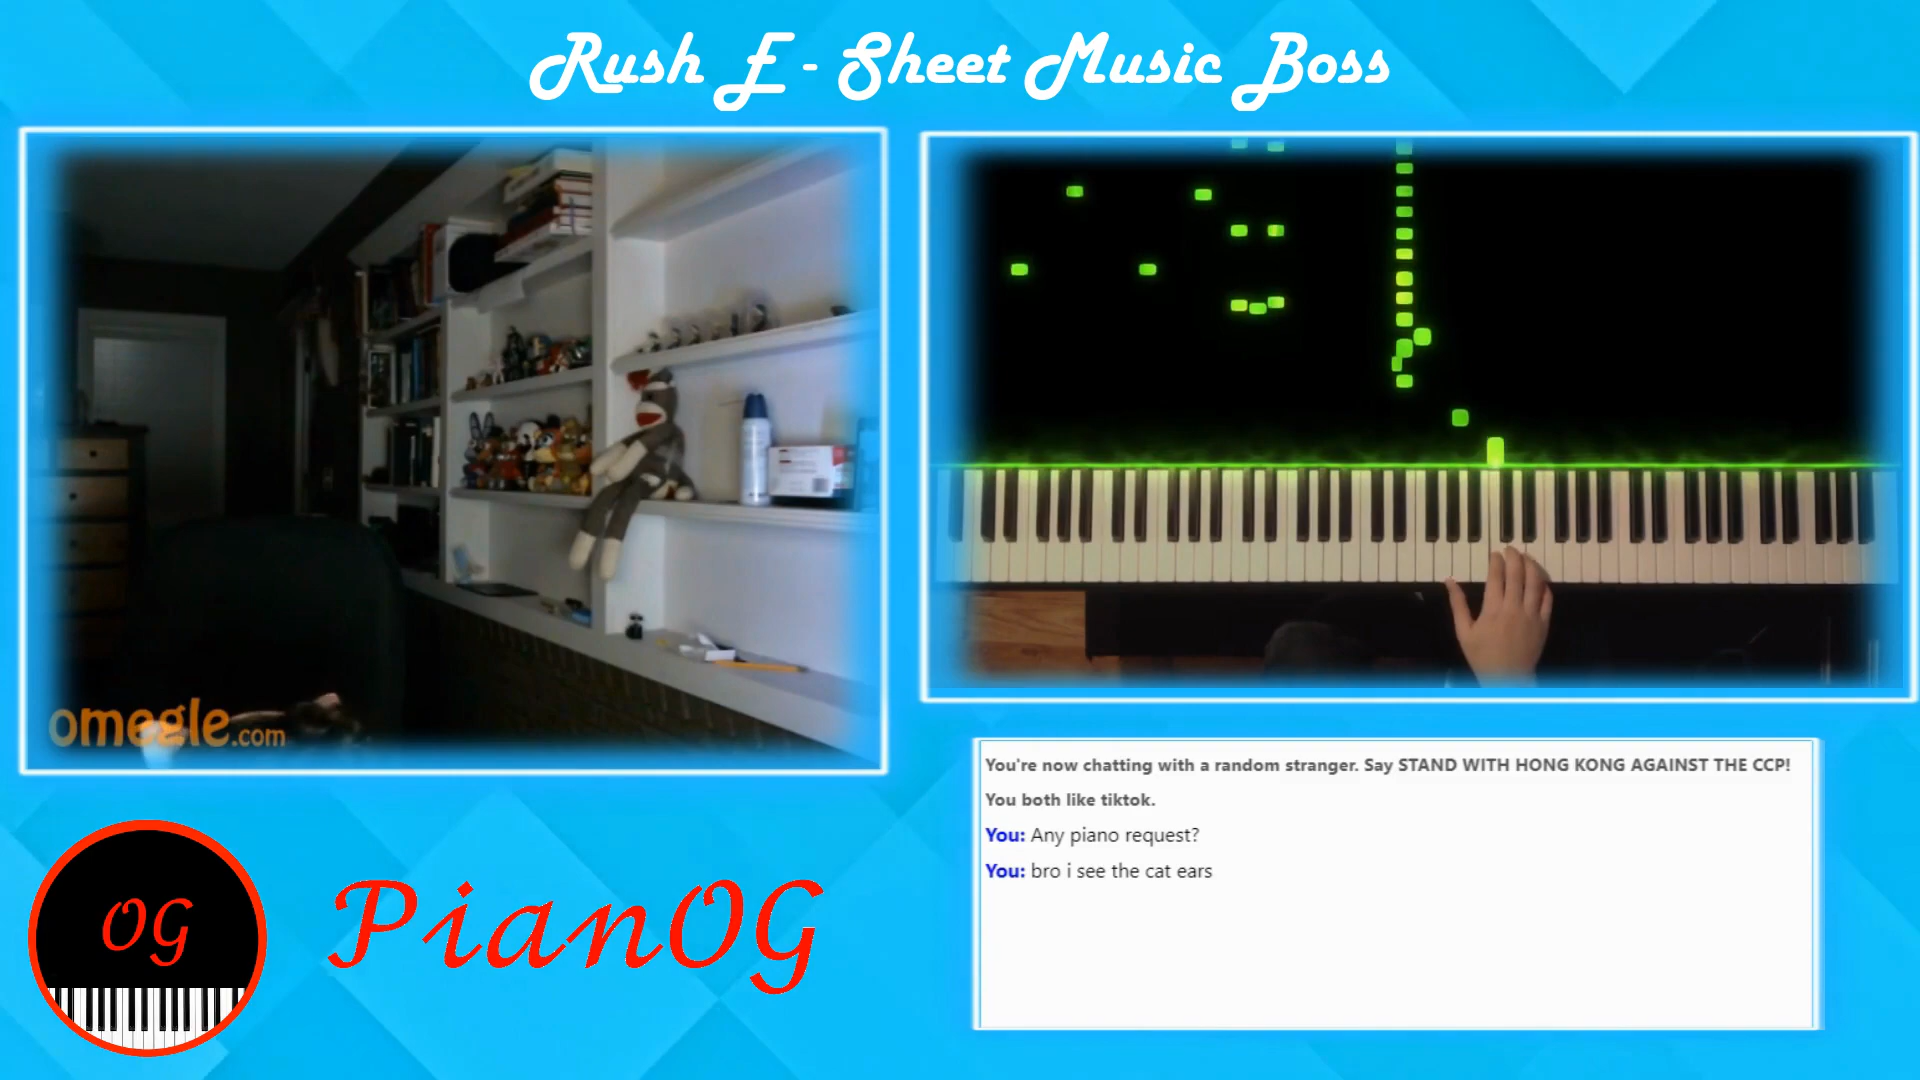 Rush E - Sheet Music Boss
omegle.com
You're now chatting with a random stranger. Say STAND WITH HONG KONG AGAINST THE CCP!
You both like tiktok.
You: Any piano request?
You: bro i see the cat ears
OG
PianOG